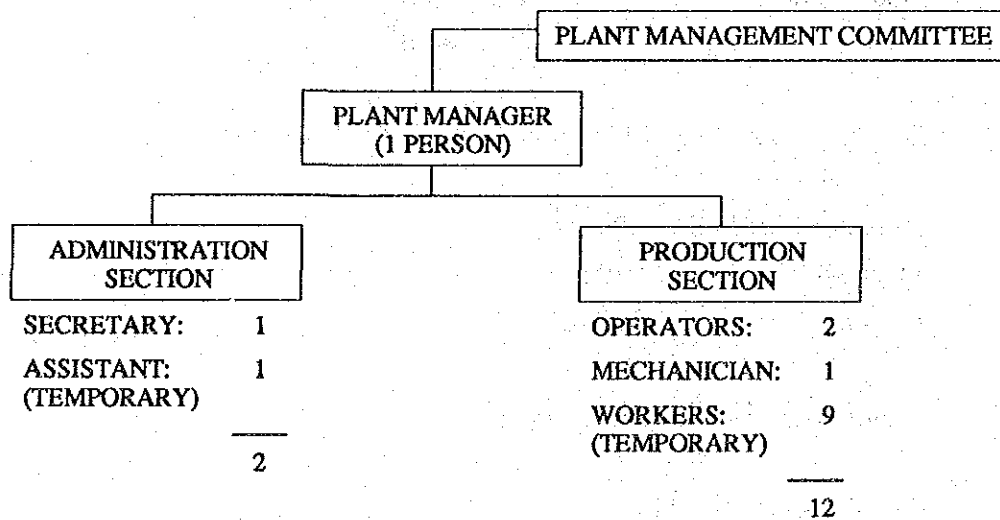 PLANT MANAGEMENT COMMITTEE
PLANT MANAGER
(1 PERSON)
ADMINISTRATION
SECTION
SECRETARY: 1
ASSISTANT: 1
(TEMPORARY)
2
PRODUCTION
SECTION
OPERATORS: 2
MECHANICIAN: 1
WORKERS: 9
(TEMPORARY)
12